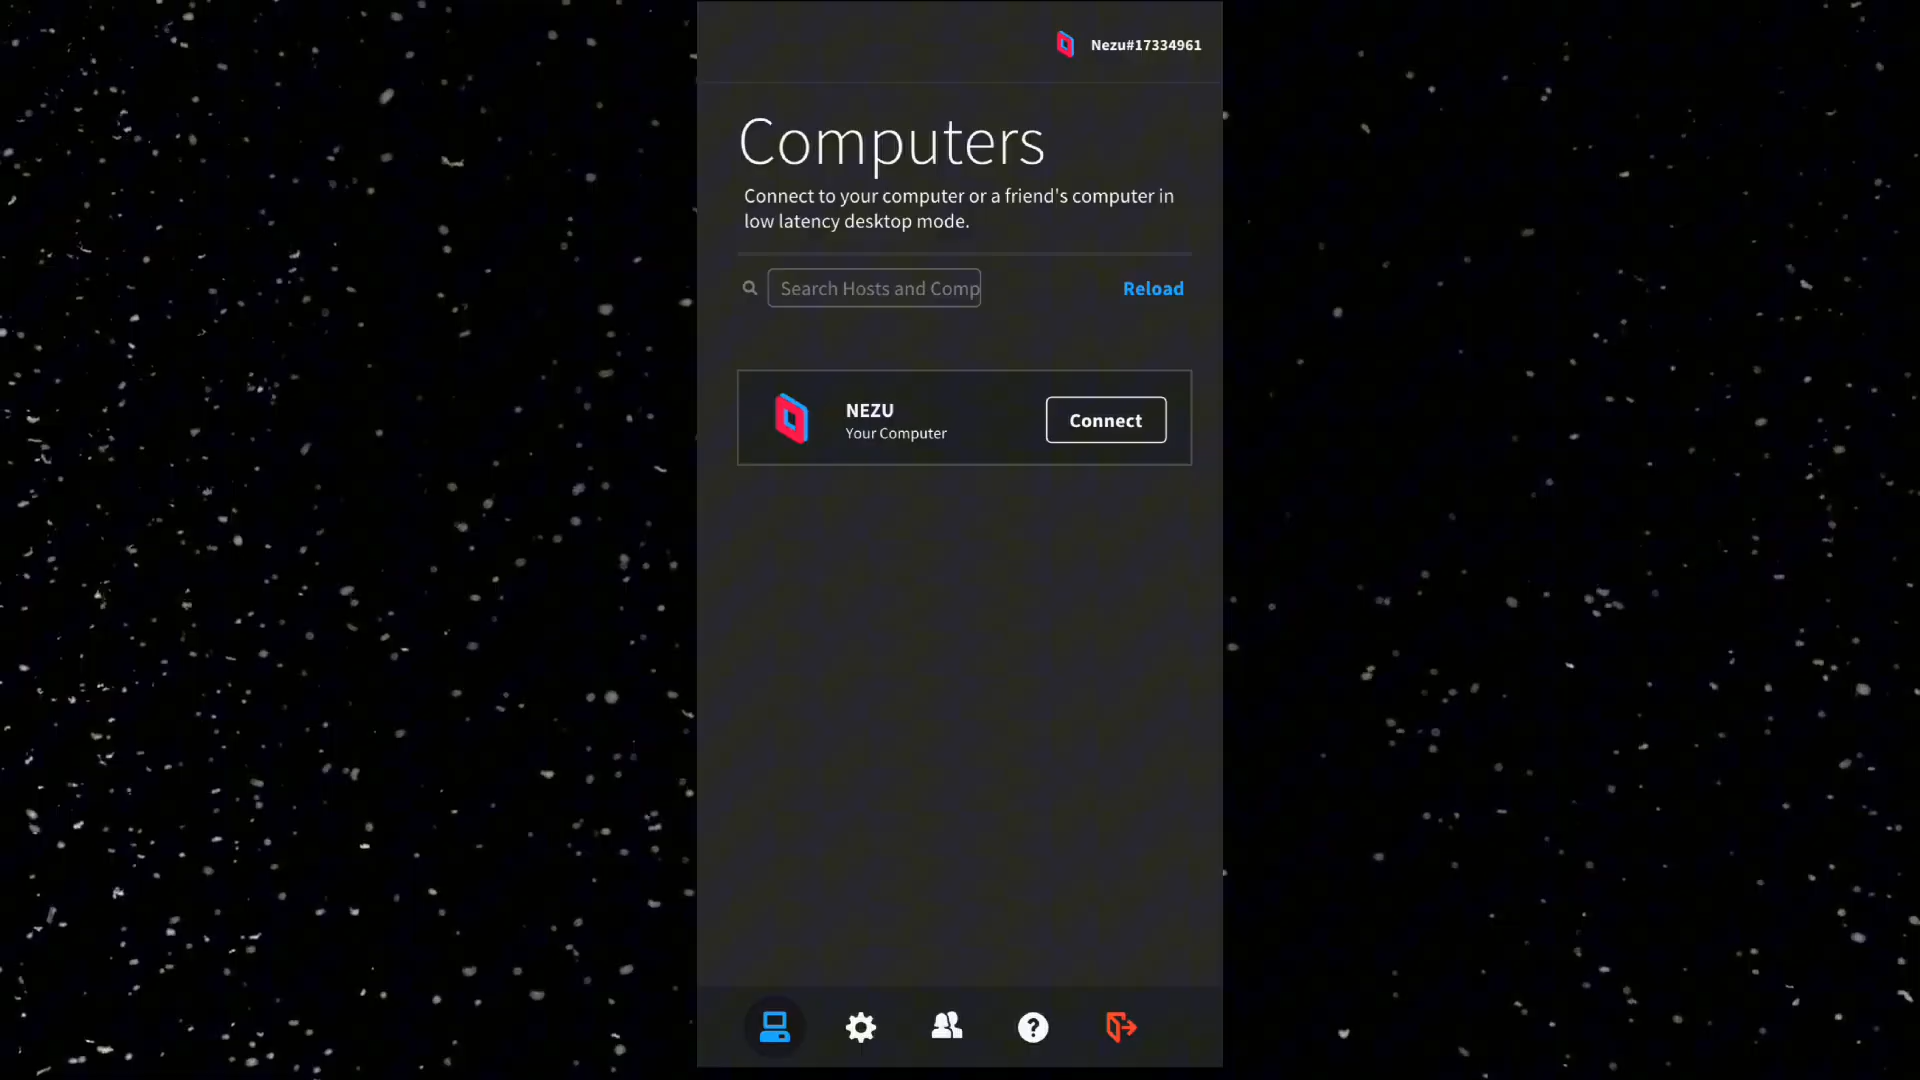 Nezu#17334961
Computers
Connect to your computer or a friend's computer in
low latency desktop mode.
Search Hosts and Comp
Reload
NEZU
Your Computer
Connect